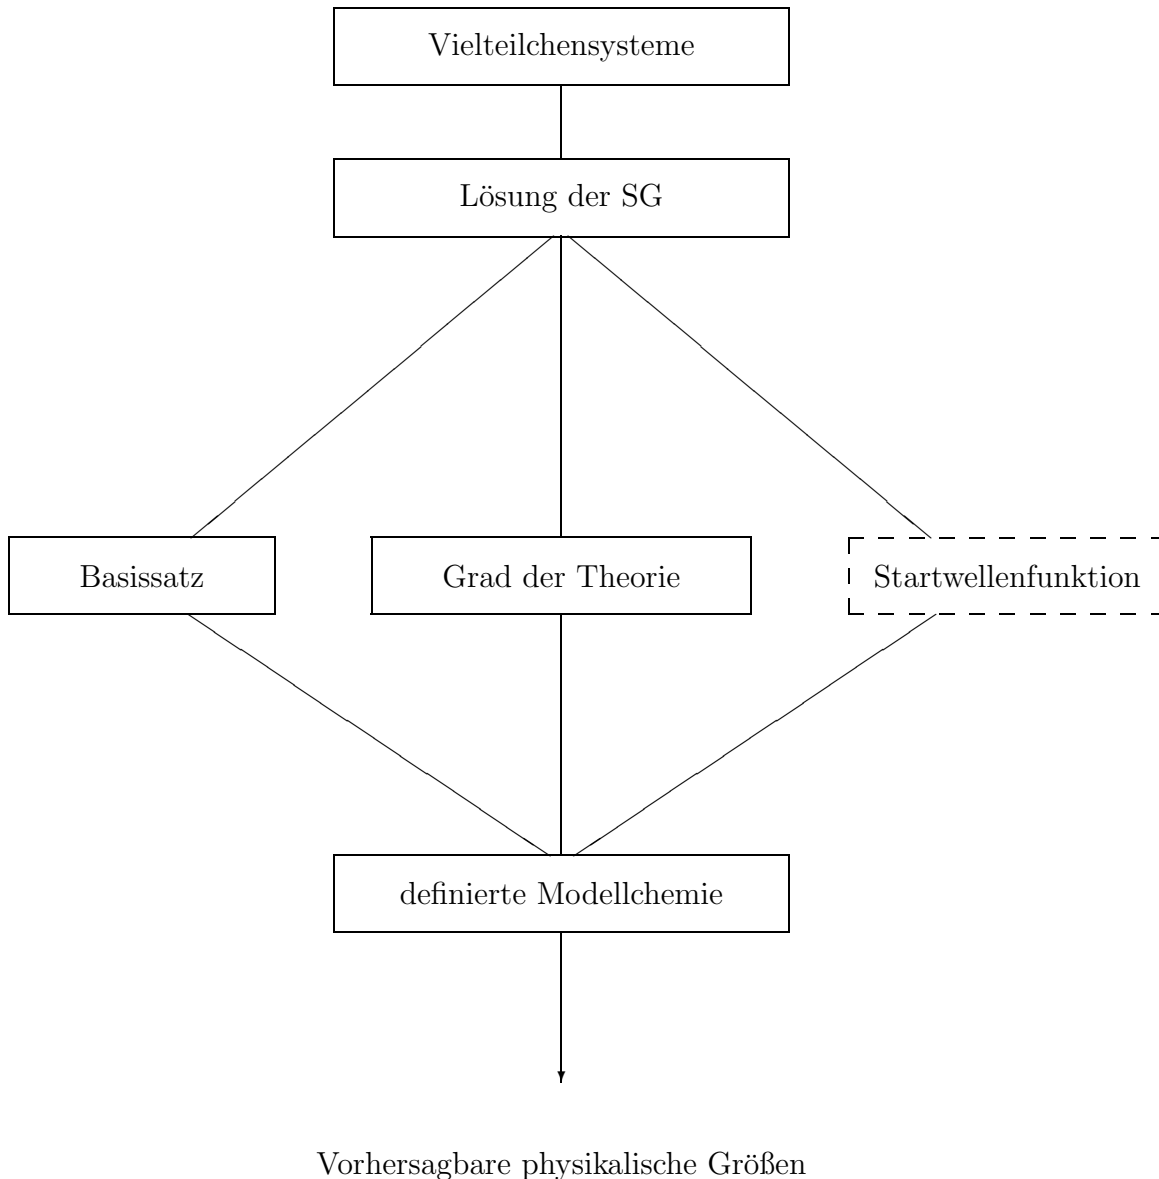 Vielteilchensysteme
Lösung der SG
Basissatz
Grad der Theorie
Startwellenfunktion
definierte Modellchemie
Vorhersagbare physikalische Größen